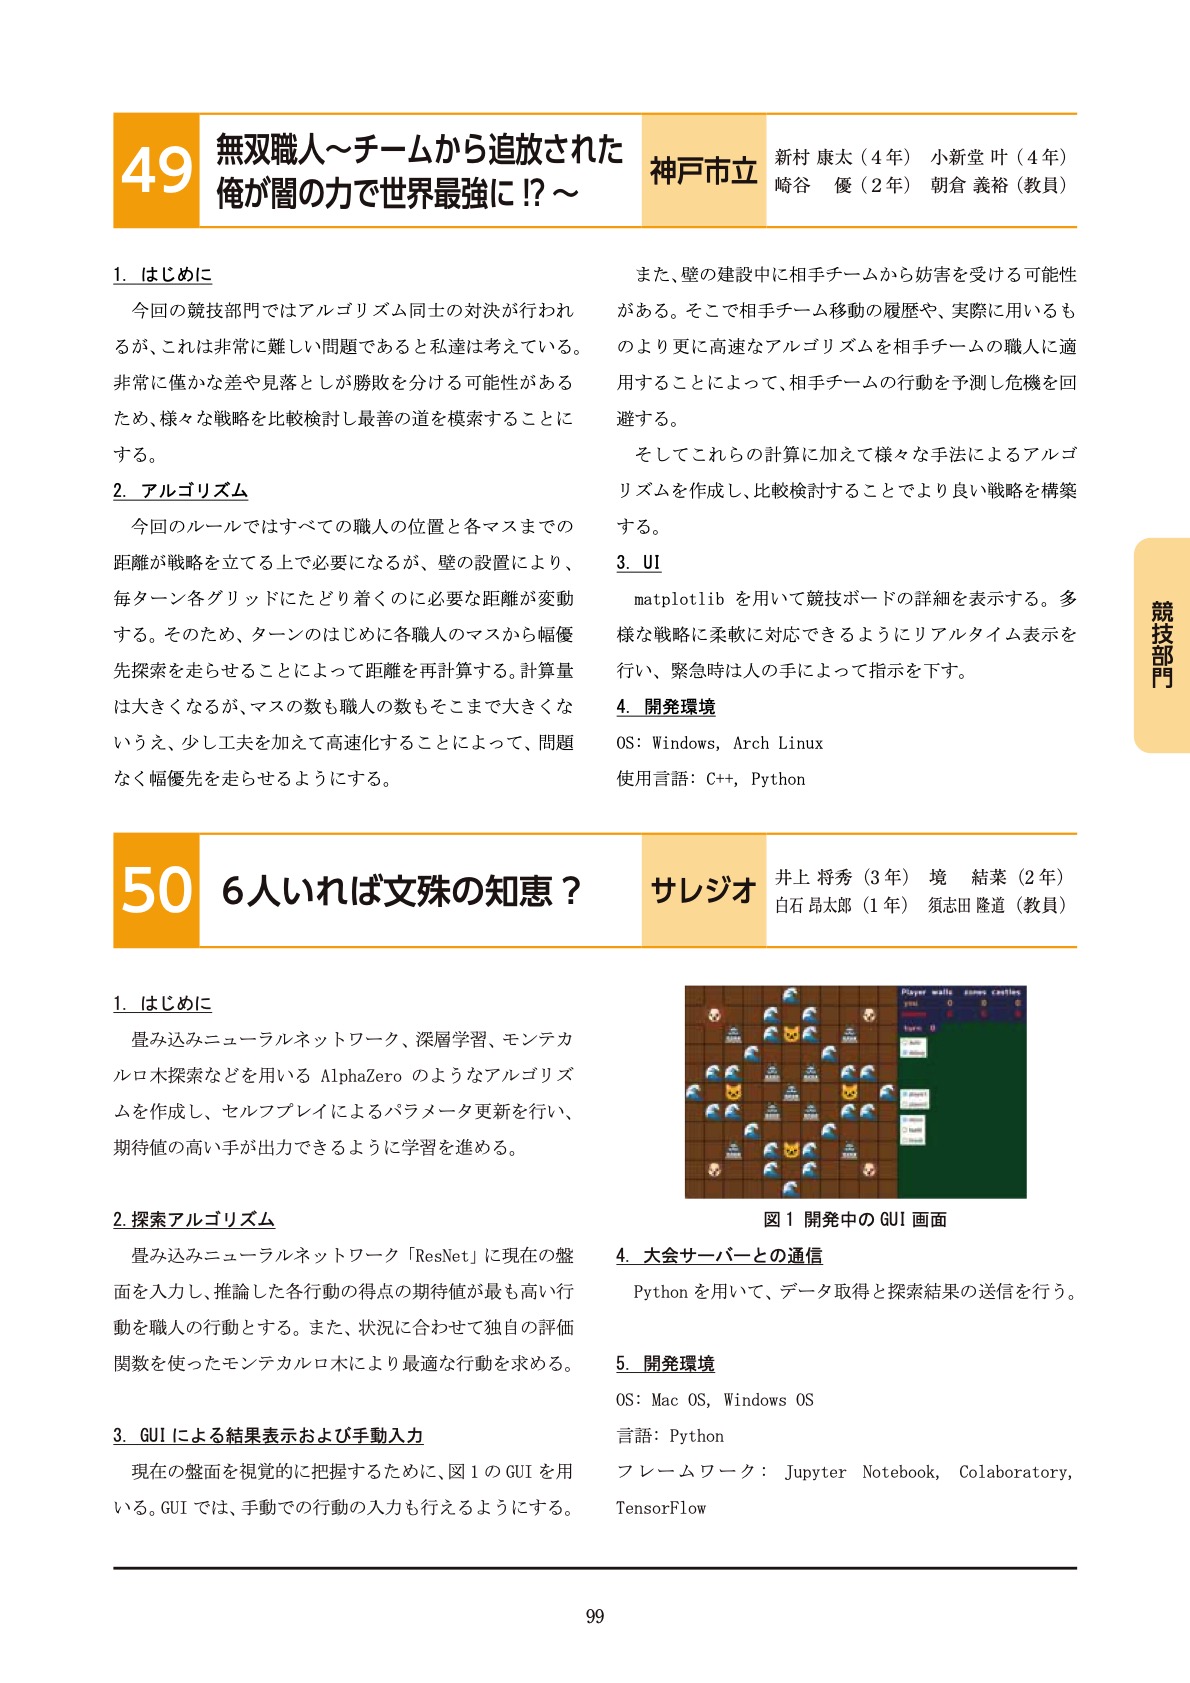 49
無双職人～チームから追放された
俺が闇の力で世界最強に!?～
神戸市立
新村 康太（4年） 小新堂 叶（4年）
崎谷 優（2年） 朝倉 義裕（教員）
1. はじめに
今回の競技部門ではアルゴリズム同士の対決が行われ
るが、これは非常に難しい問題であると私達は考えている。
非常に僅かな差や見落としが勝敗を分ける可能性がある
ため、様々な戦略を比較検討し最善の道を模索することに
する。
2. アルゴリズム
今回のルールではすべての職人の位置と各マスまでの
距離が戦略を立てる上で必要になるが、壁の設置により、
毎ターン各グリッドにたどり着くのに必要な距離が変動
する。そのため、ターンのはじめに各職人のマスから幅優
先探索を走らせることによって距離を再計算する。計算量
は大きくなるが、マスの数も職人の数もそこまで大きくな
いうえ、少し工夫を加えて高速化することによって、問題
なく幅優先を走らせるようにする。
また、壁の建設中に相手チームから妨害を受ける可能性
がある。そこで相手チーム移動の履歴や、実際に用いるも
のより更に高速なアルゴリズムを相手チームの職人に適
用することによって、相手チームの行動を予測し危機を回
避する。
そしてこれらの計算に加えて様々な手法によるアルゴ
リズムを作成し、比較検討することでより良い戦略を構築
する。
3. UI
matplotlib を用いて競技ボードの詳細を表示する。多
様な戦略に柔軟に対応できるようにリアルタイム表示を
行い、緊急時は人の手によって指示を下す。
4. 開発環境
OS: Windows, Arch Linux
使用言語: C++, Python
競技部門
50
6人いれば文殊の知恵？
サレジオ
井上 将秀（3年） 境 結菜（2年）
白石 昂太郎（1年） 須志田 隆道（教員）
1. はじめに
畳み込みニューラルネットワーク、深層学習、モンテカ
ルロ木探索などを用いる AlphaZero のようなアルゴリズ
ムを作成し、セルフプレイによるパラメータ更新を行い、
期待値の高い手が出力できるように学習を進める。
2. 探索アルゴリズム
畳み込みニューラルネットワーク「ResNet」に現在の盤
面を入力し、推論した各行動の得点の期待値が最も高い行
動を職人の行動とする。また、状況に合わせて独自の評価
関数を使ったモンテカルロ木により最適な行動を求める。
3. GUI による結果表示および手動入力
現在の盤面を視覚的に把握するために、図1の GUI を用
いる。GUI では、手動での行動の入力も行えるようにする。
Player walls zones castles
you 0 0 0
turn 0
図1 開発中の GUI 画面
4. 大会サーバーとの通信
Python を用いて、データ取得と探索結果の送信を行う。
5. 開発環境
OS: Mac OS, Windows OS
言語: Python
フレームワーク: Jupyter Notebook, Colaboratory,
TensorFlow
99